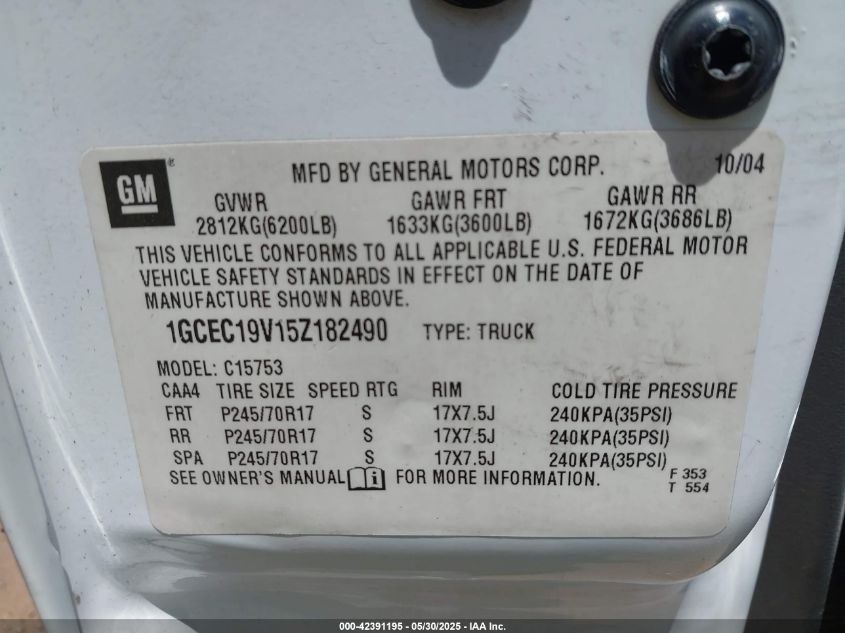 GM ® MFD BY GENERAL MOTORS CORP. 10/04
GVWR GAWR FRT GAWR RR
2812KG(6200LB) 1633KG(3600LB) 1672KG(3686LB)
THIS VEHICLE CONFORMS TO ALL APPLICABLE U.S. FEDERAL MOTOR
VEHICLE SAFETY STANDARDS IN EFFECT ON THE DATE OF
MANUFACTURE SHOWN ABOVE.
1GCEC19V15Z182490 TYPE: TRUCK
MODEL: C15753
CAA4 TIRE SIZE SPEED RTG RIM COLD TIRE PRESSURE
FRT P245/70R17 S 17X7.5J 240KPA(35PSI)
RR P245/70R17 S 17X7.5J 240KPA(35PSI)
SPA P245/70R17 S 17X7.5J 240KPA(35PSI)
SEE OWNER'S MANUAL i FOR MORE INFORMATION. F 353
T 554
000-42391195 - 05/30/2025 - IAA Inc.